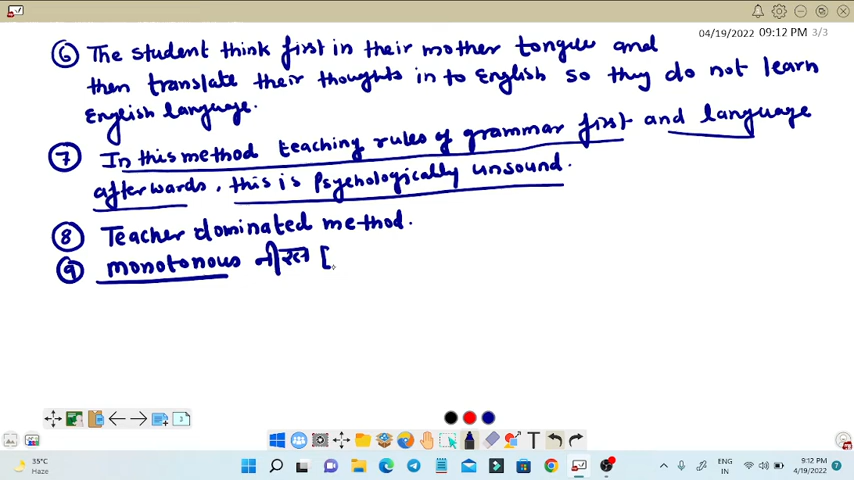 04/19/2022 09:12 PM 3/3
⑥ The student think first in their mother tongue and
then translate their thoughts in to English so they do not learn
English language.
⑦ In this method teaching rules of grammar first and language
afterwards, this is Psychologically unsound.
⑧ Teacher dominated method.
⑨ monotonous नीरस [
3
T
35°C
Haze
ENG
IN
9:12 PM
4/19/2022